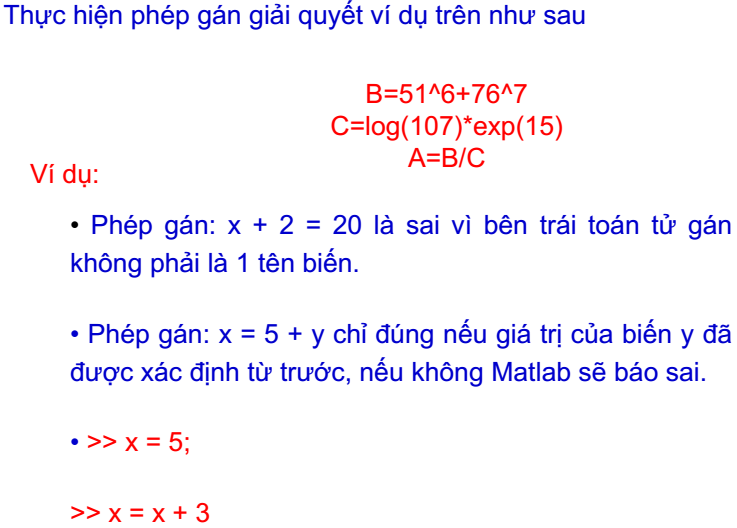 Thực hiện phép gán giải quyết ví dụ trên như sau
B=51^6+76^7
C=log(107)*exp(15)
A=B/C
Ví dụ:
• Phép gán: x + 2 = 20 là sai vì bên trái toán tử gán
không phải là 1 tên biến.
• Phép gán: x = 5 + y chỉ đúng nếu giá trị của biến y đã
được xác định từ trước, nếu không Matlab sẽ báo sai.
• >> x = 5;
>> x = x + 3